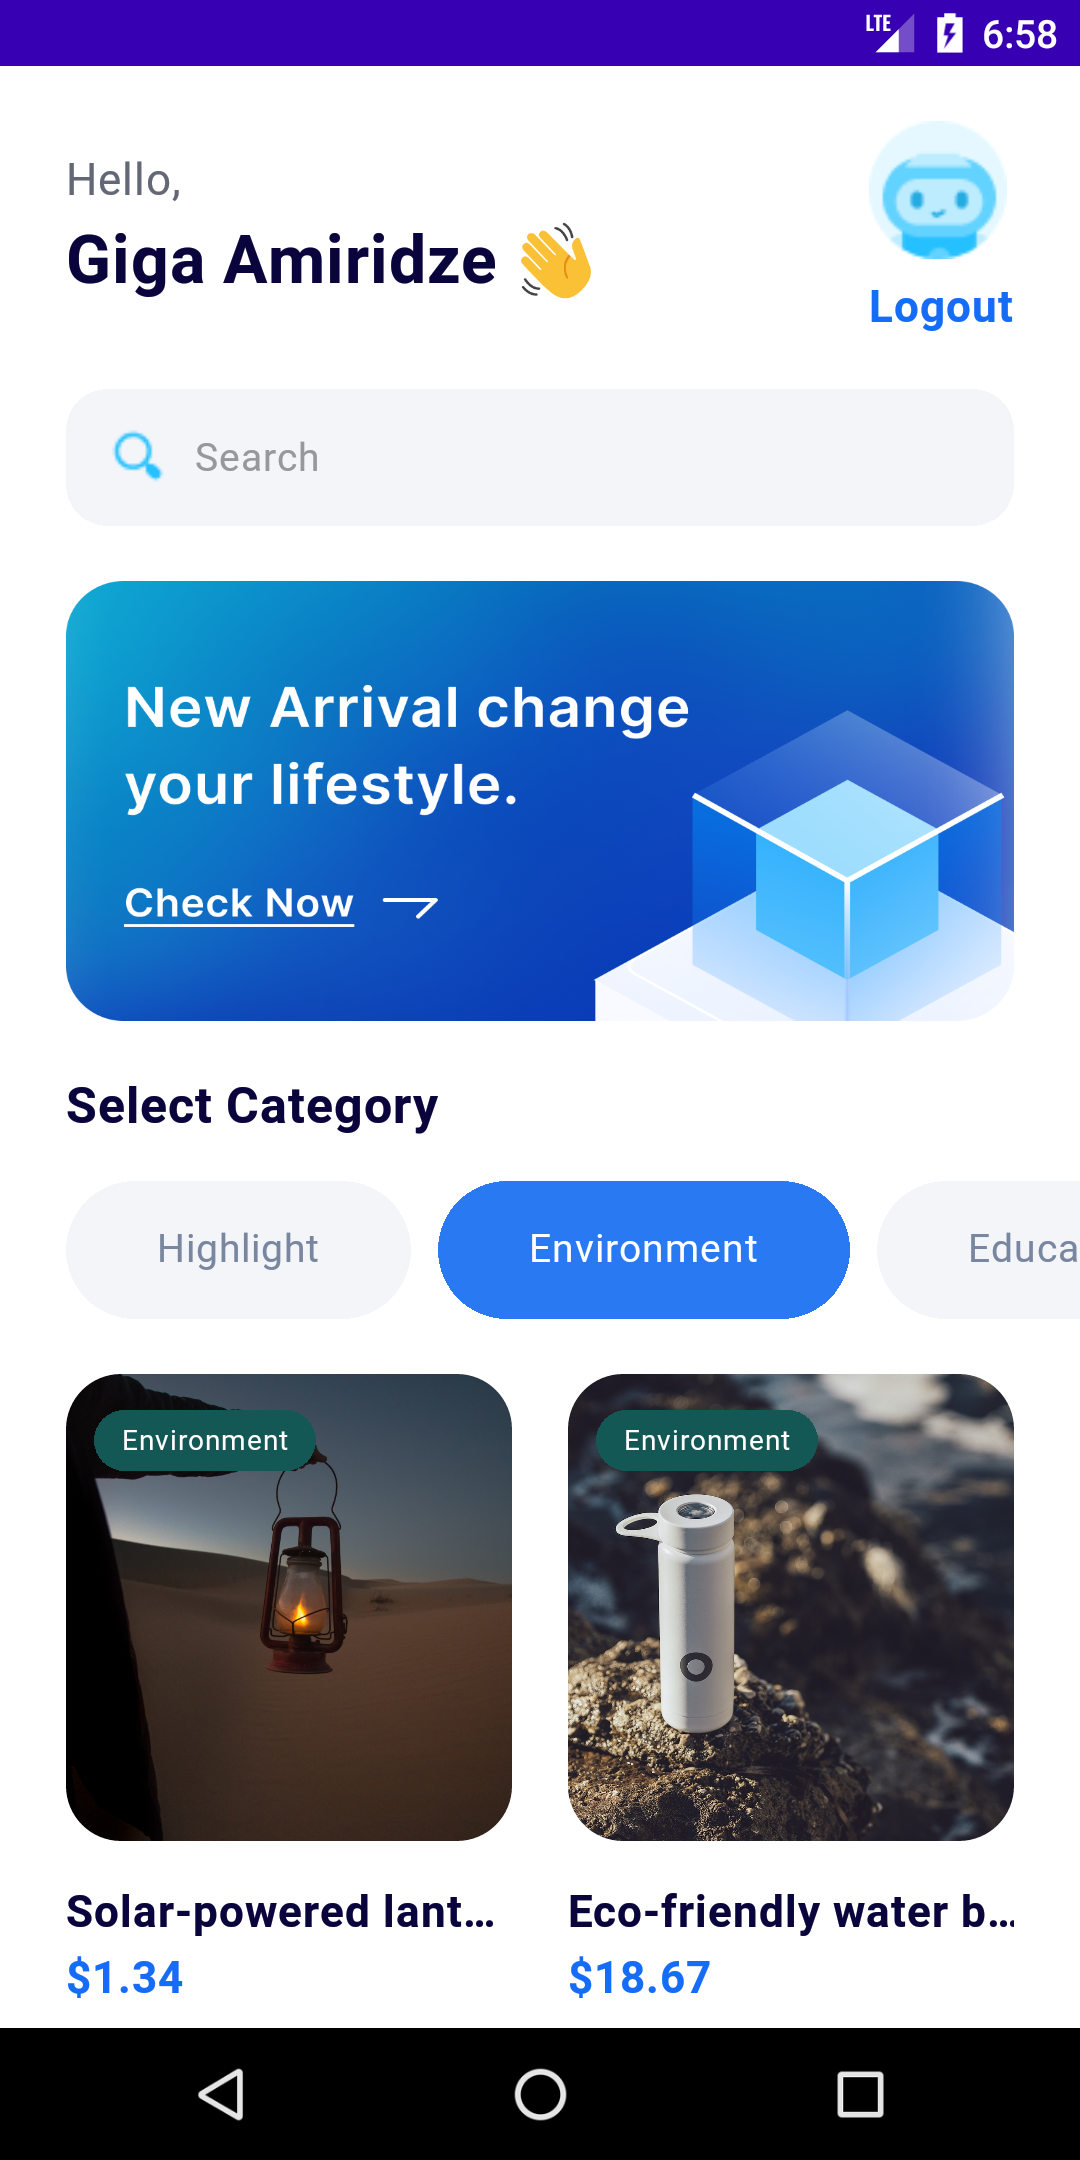 LTE 6:58
Hello,
Giga Amiridze 👋
Logout
Search
New Arrival change
your lifestyle.
Check Now
Select Category
Highlight
Environment
Educa
Environment
Environment
Solar-powered lant…
Eco-friendly water b…
$1.34
$18.67